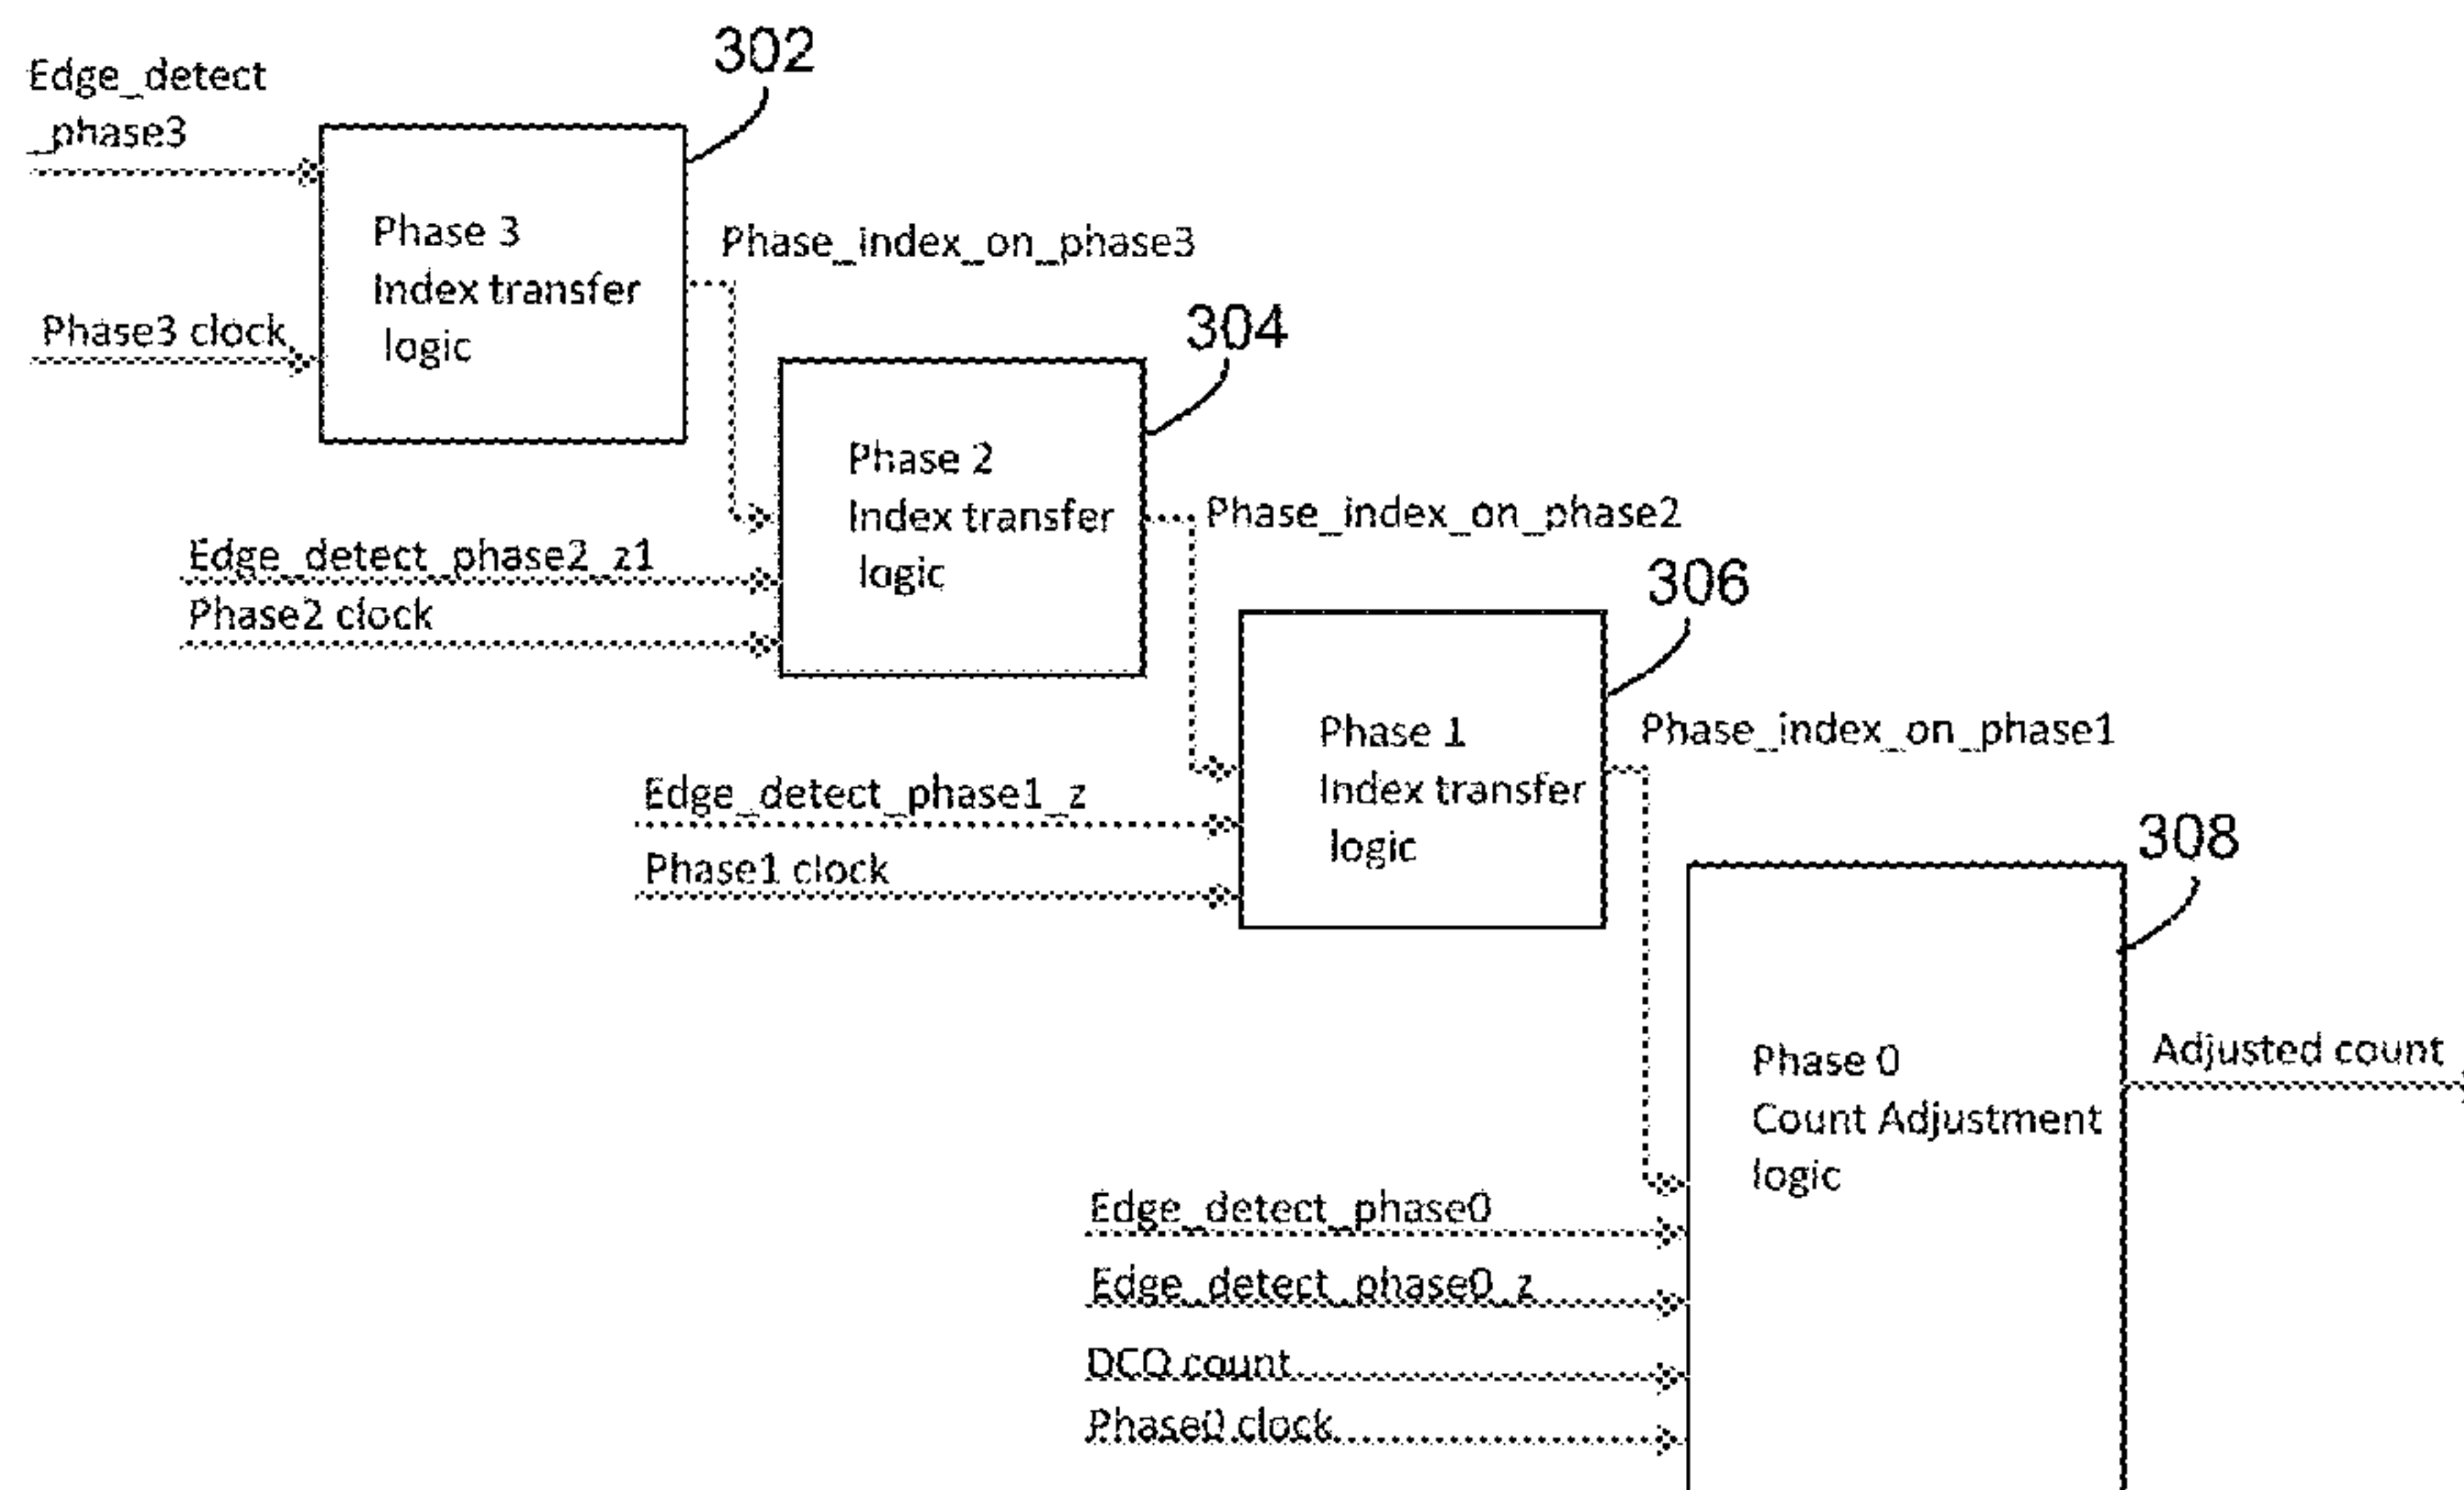 302
Edge_detect
_phase3
Phase3 clock
Phase 3
Index transfer
logic
Phase_index_on_phase3
304
Phase 2
Index transfer
logic
Edge_detect_phase2_z1
Phase2 clock
Phase_index_on_phase2
306
Phase 1
Index transfer
logic
Edge_detect_phase1_z
Phase1 clock
Phase_index_on_phase1
308
Phase 0
Count Adjustment
logic
Adjusted count
Edge_detect_phase0
Edge_detect_phase0_z
DCO count
Phase0 clock